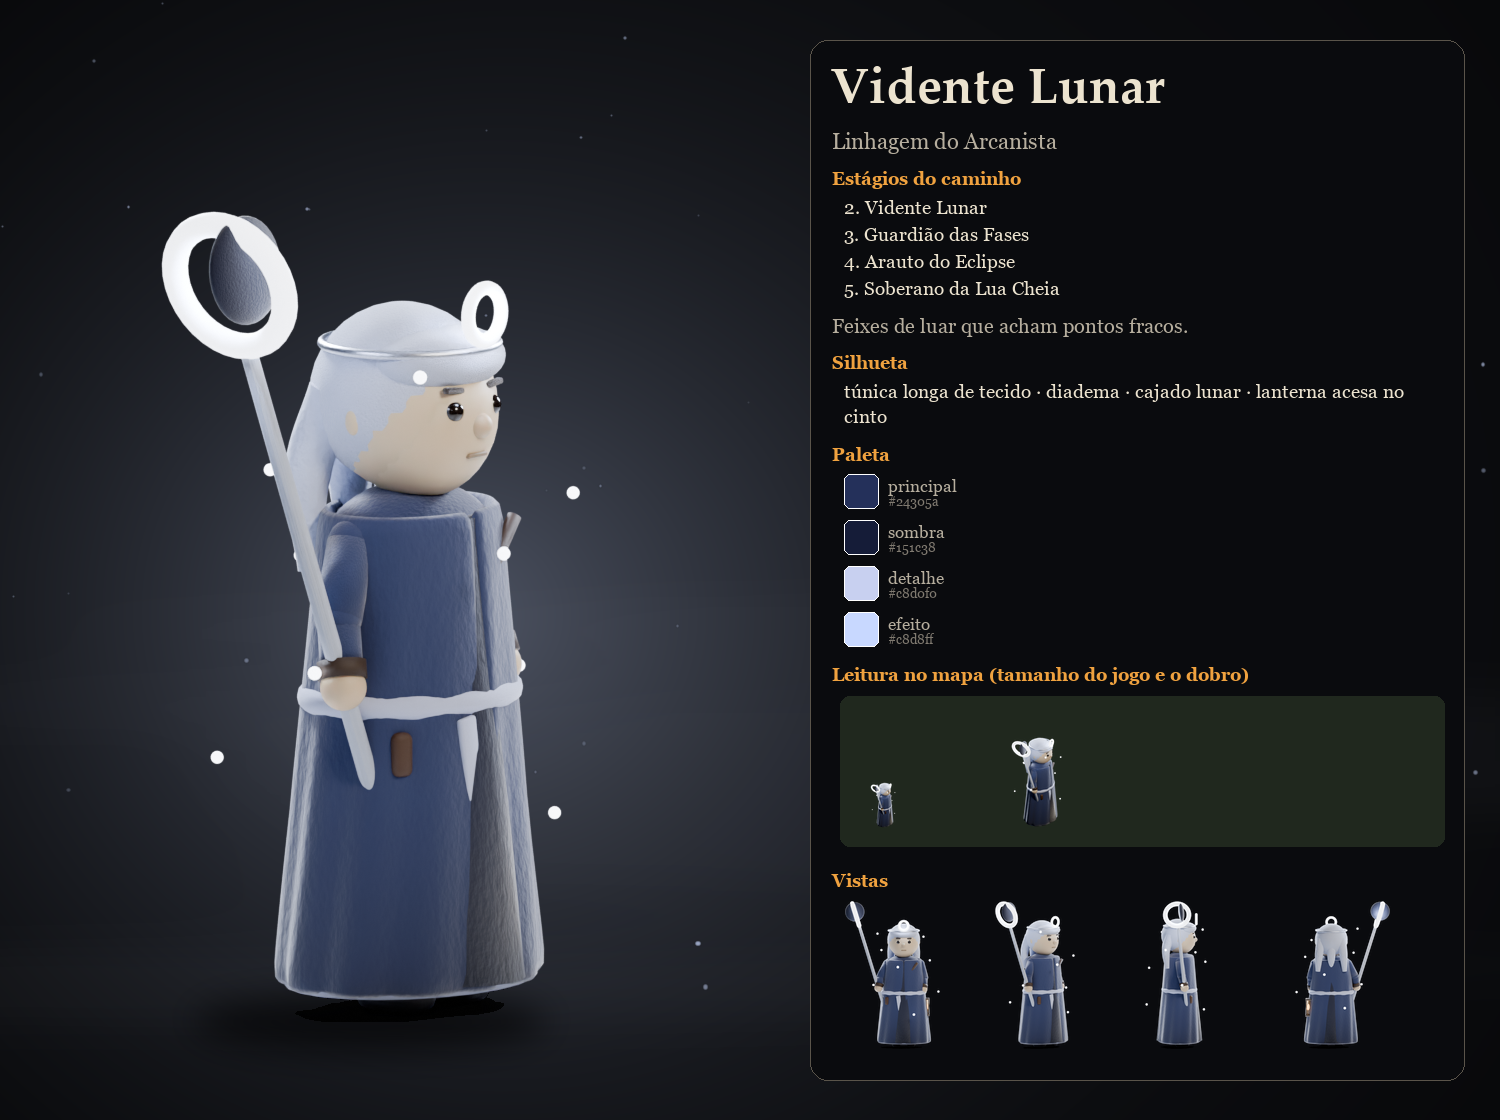 Vidente Lunar
Linhagem do Arcanista
Estágios do caminho
2. Vidente Lunar
3. Guardião das Fases
4. Arauto do Eclipse
5. Soberano da Lua Cheia
Feixes de luar que acham pontos fracos.
Silhueta
túnica longa de tecido · diadema · cajado lunar · lanterna acesa no
cinto
Paleta
principal
#24305a
sombra
#151c38
detalhe
#c8d0f0
efeito
#c8d8ff
Leitura no mapa (tamanho do jogo e o dobro)
Vistas